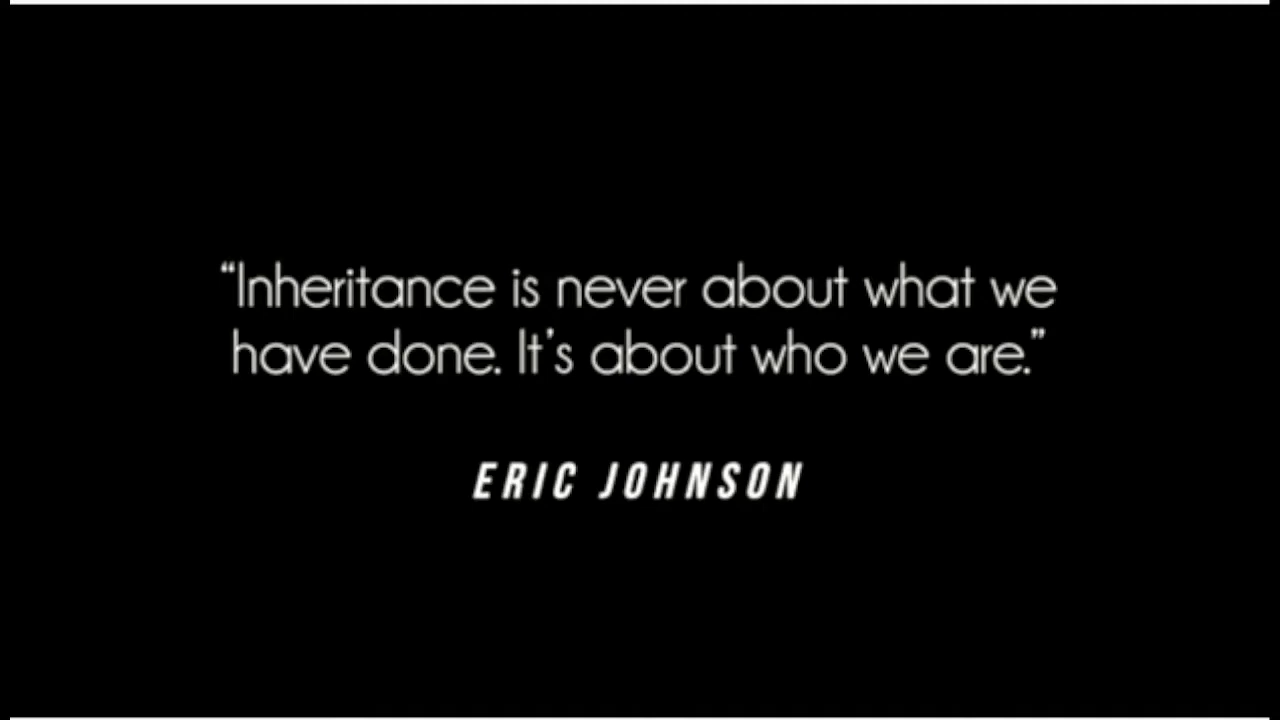 “Inheritance is never about what we
have done. It’s about who we are.”
ERIC JOHNSON